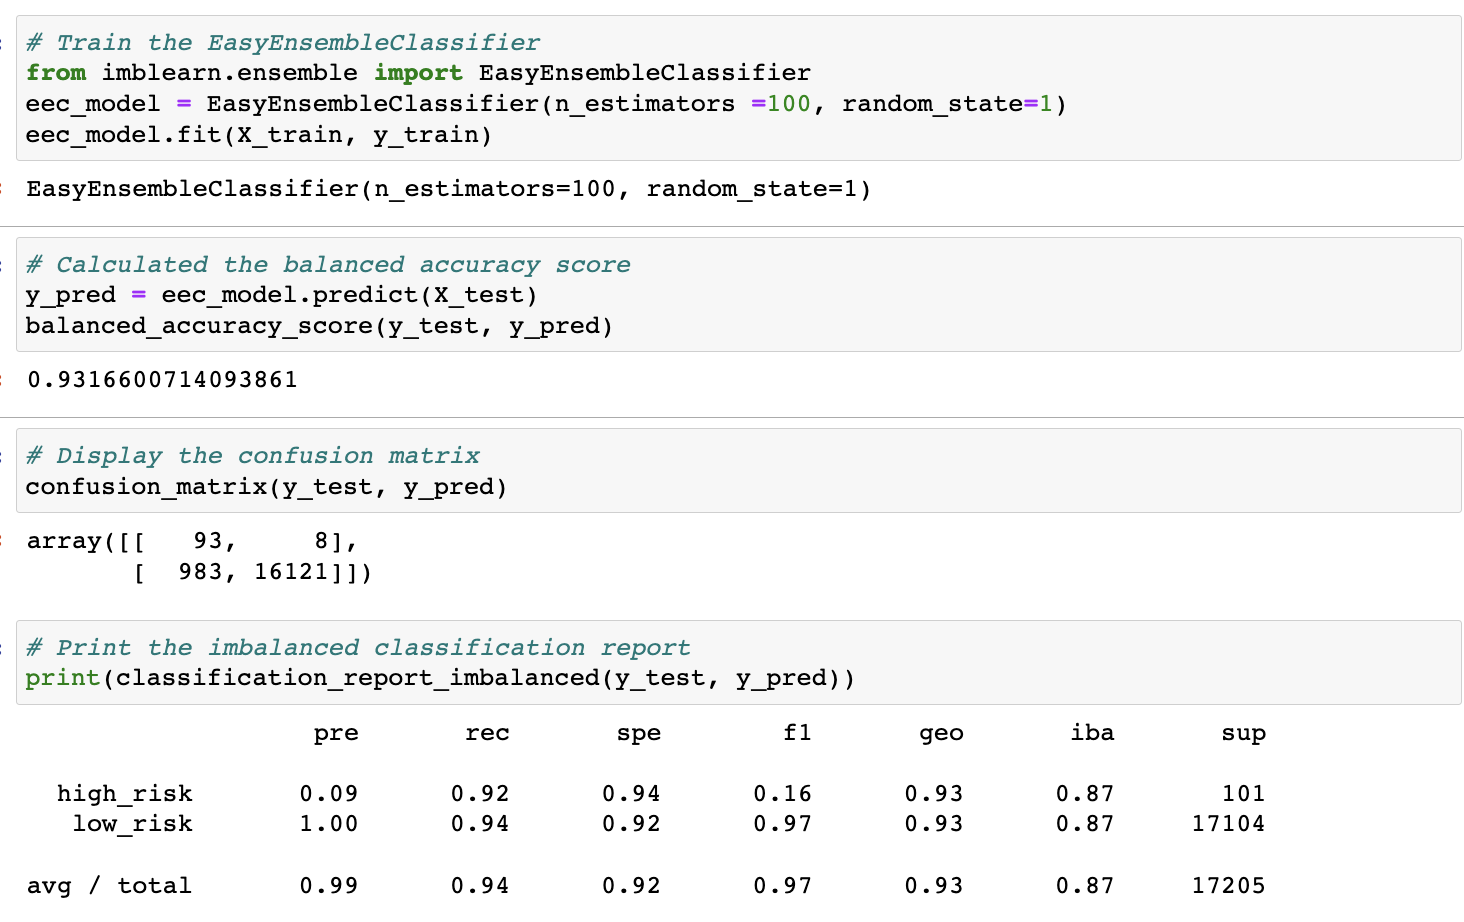 # Train the EasyEnsembleClassifier
from imblearn.ensemble import EasyEnsembleClassifier
eec_model = EasyEnsembleClassifier(n_estimators =100, random_state=1)
eec_model.fit(X_train, y_train)
: EasyEnsembleClassifier(n_estimators=100, random_state=1)
: # Calculated the balanced accuracy score
y_pred = eec_model.predict(X_test)
balanced_accuracy_score(y_test, y_pred)
: 0.9316600714093861
: # Display the confusion matrix
confusion_matrix(y_test, y_pred)
: array([[   93,     8],
       [  983, 16121]])
: # Print the imbalanced classification report
print(classification_report_imbalanced(y_test, y_pred))
pre rec spe f1 geo iba sup
high_risk 0.09 0.92 0.94 0.16 0.93 0.87 101
low_risk 1.00 0.94 0.92 0.97 0.93 0.87 17104
avg / total 0.99 0.94 0.92 0.97 0.93 0.87 17205